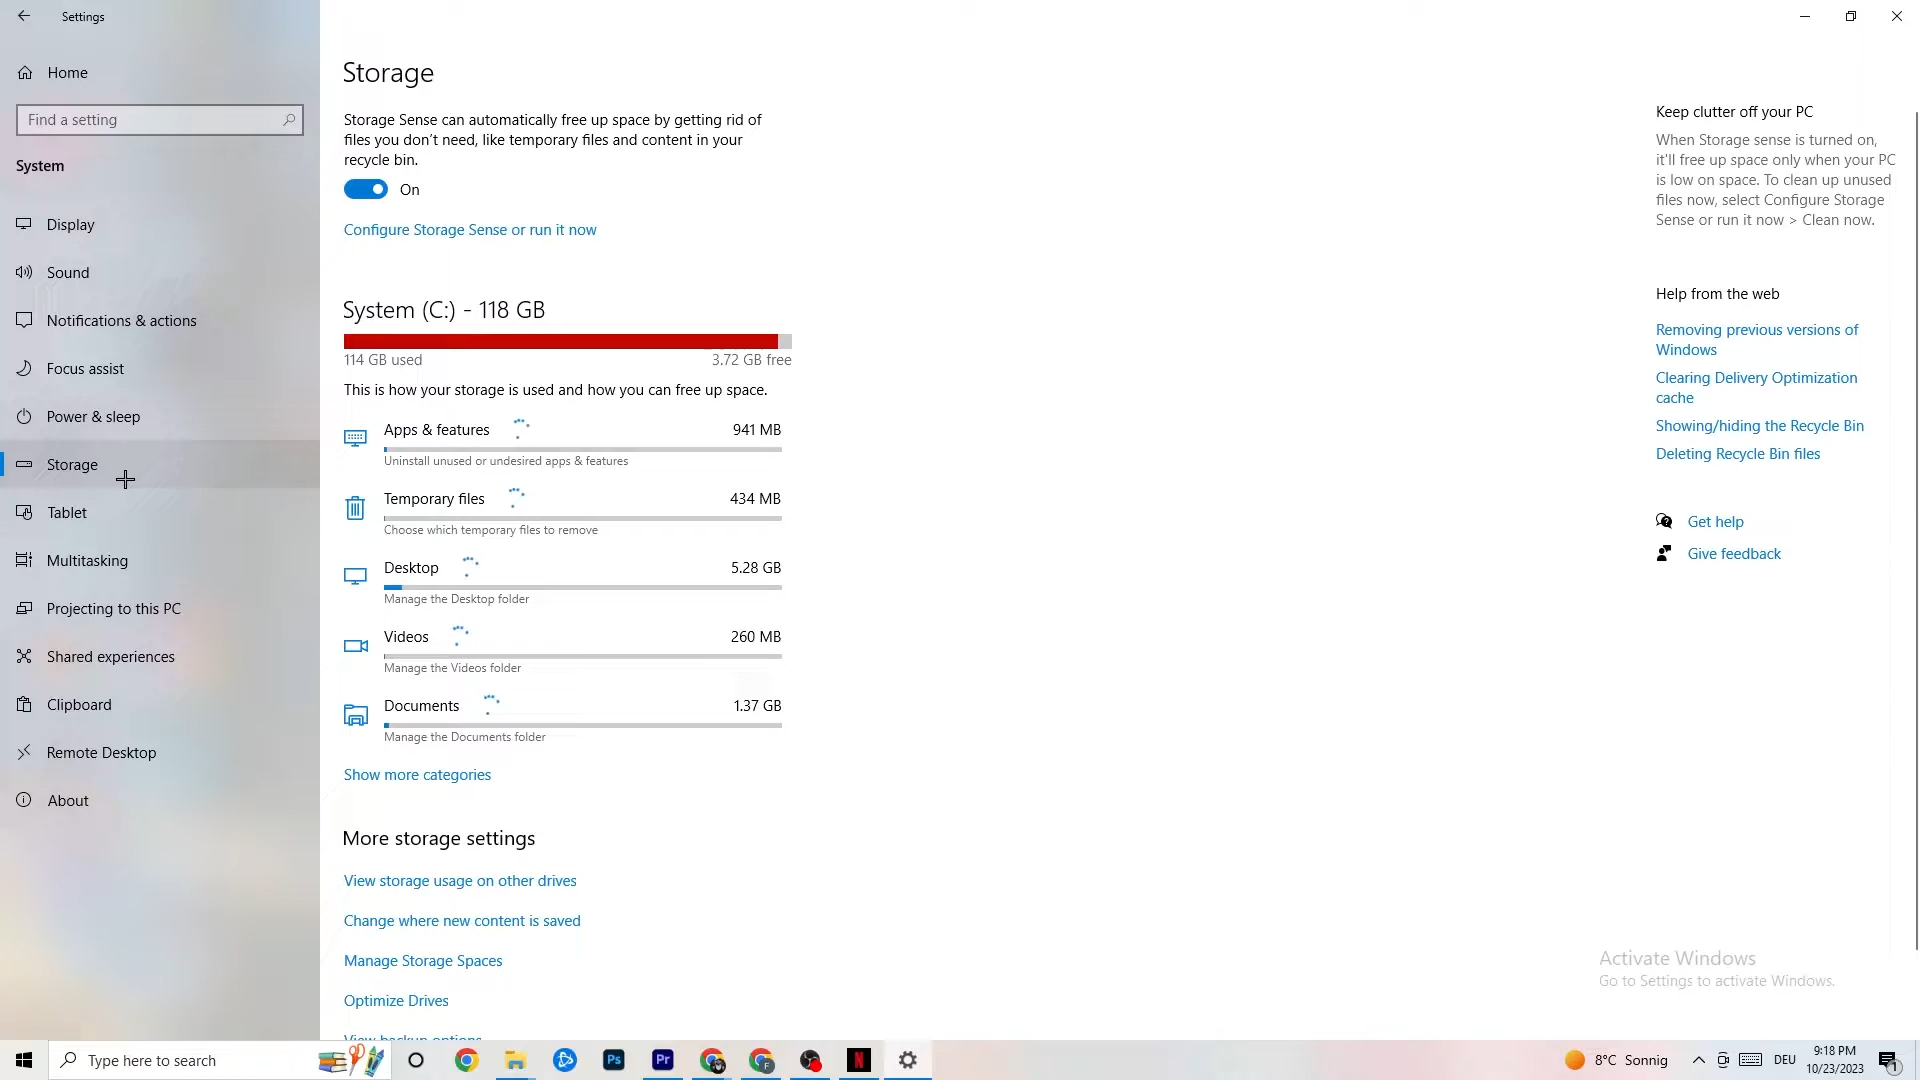 Settings
Home
Find a setting
System
Display
Sound
Notifications & actions
Focus assist
Power & sleep
Storage
Tablet
Multitasking
Projecting to this PC
Shared experiences
Clipboard
Remote Desktop
About
Storage
Storage Sense can automatically free up space by getting rid of
files you don't need, like temporary files and content in your
recycle bin.
On
Configure Storage Sense or run it now
System (C:) - 118 GB
114 GB used 3.72 GB free
This is how your storage is used and how you can free up space.
Apps & features 941 MB
Uninstall unused or undesired apps & features
Temporary files 434 MB
Choose which temporary files to remove
Desktop 5.28 GB
Manage the Desktop folder
Videos 260 MB
Manage the Videos folder
Documents 1.37 GB
Manage the Documents folder
Show more categories
More storage settings
View storage usage on other drives
Change where new content is saved
Manage Storage Spaces
Optimize Drives
View backup options
Keep clutter off your PC
When Storage sense is turned on,
it'll free up space only when your PC
is low on space. To clean up unused
files now, select Configure Storage
Sense or run it now > Clean now.
Help from the web
Removing previous versions of
Windows
Clearing Delivery Optimization
cache
Showing/hiding the Recycle Bin
Deleting Recycle Bin files
Get help
Give feedback
Activate Windows
Go to Settings to activate Windows.
Type here to search
Ps
Pr
F
N
8°C Sonnig
DEU
9:18 PM
10/23/2023
1